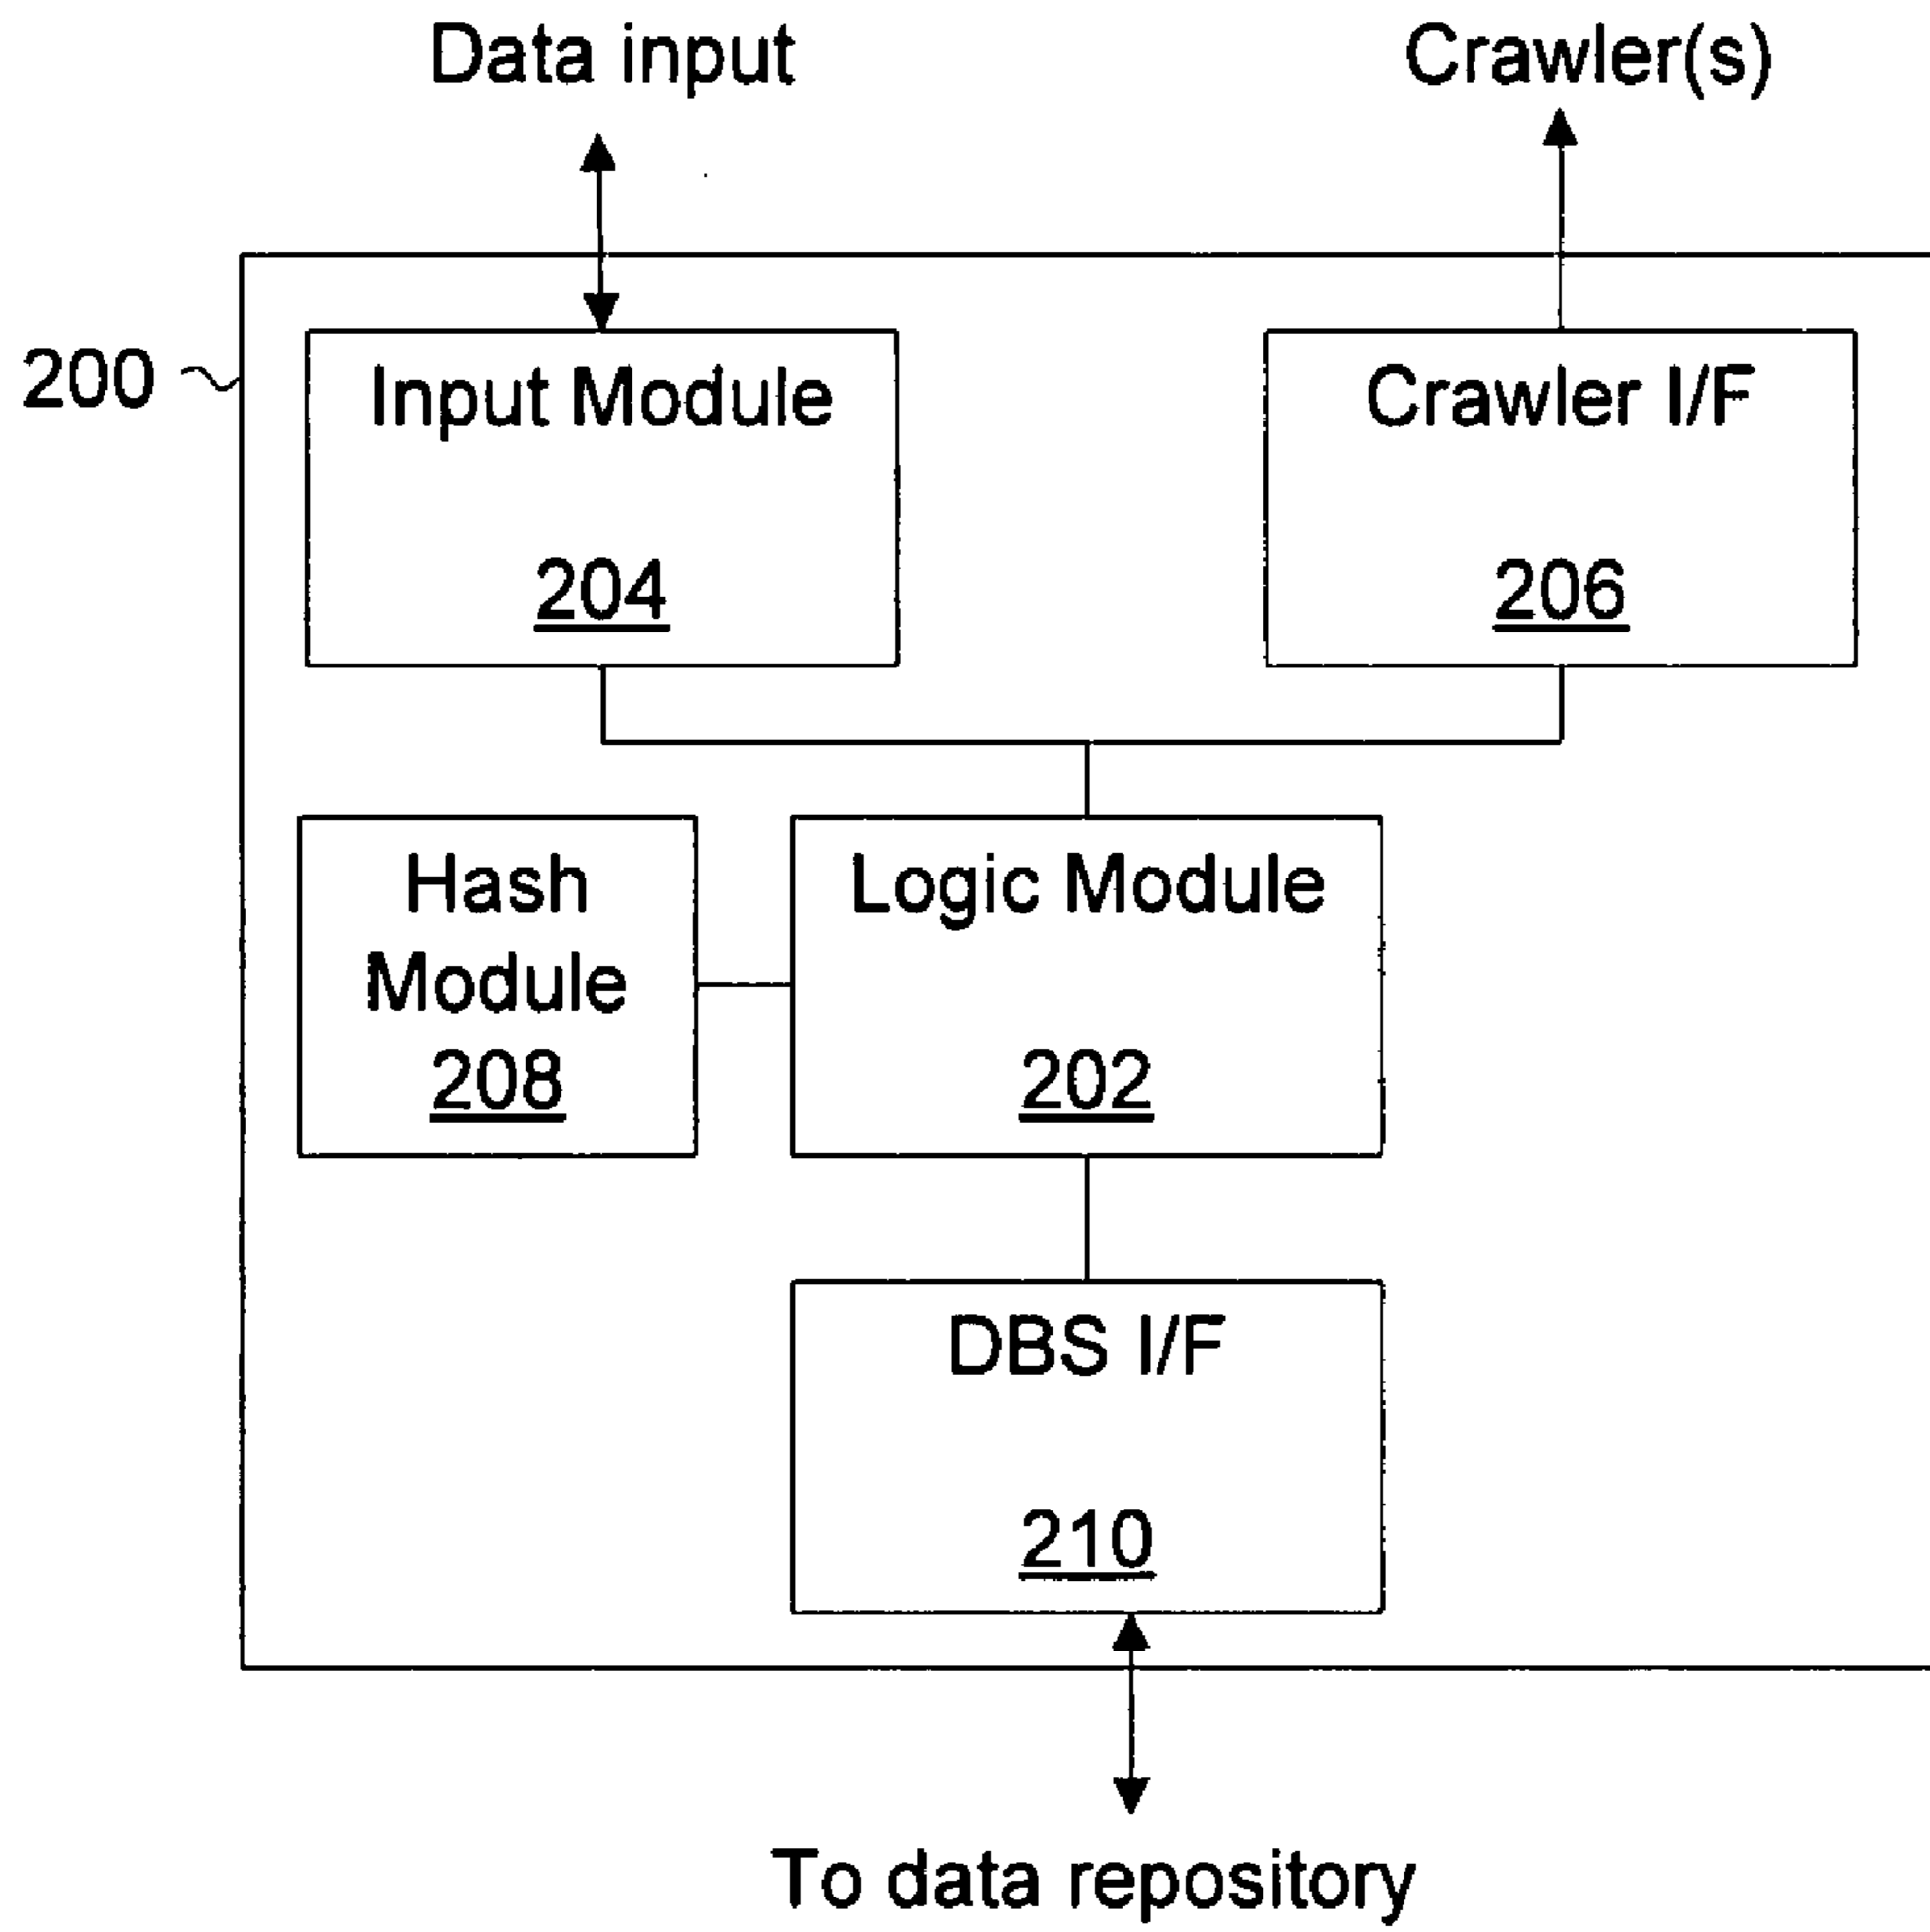 Data input
Crawler(s)
200
Input Module
204
Crawler I/F
206
Hash
Module
208
Logic Module
202
DBS I/F
210
To data repository